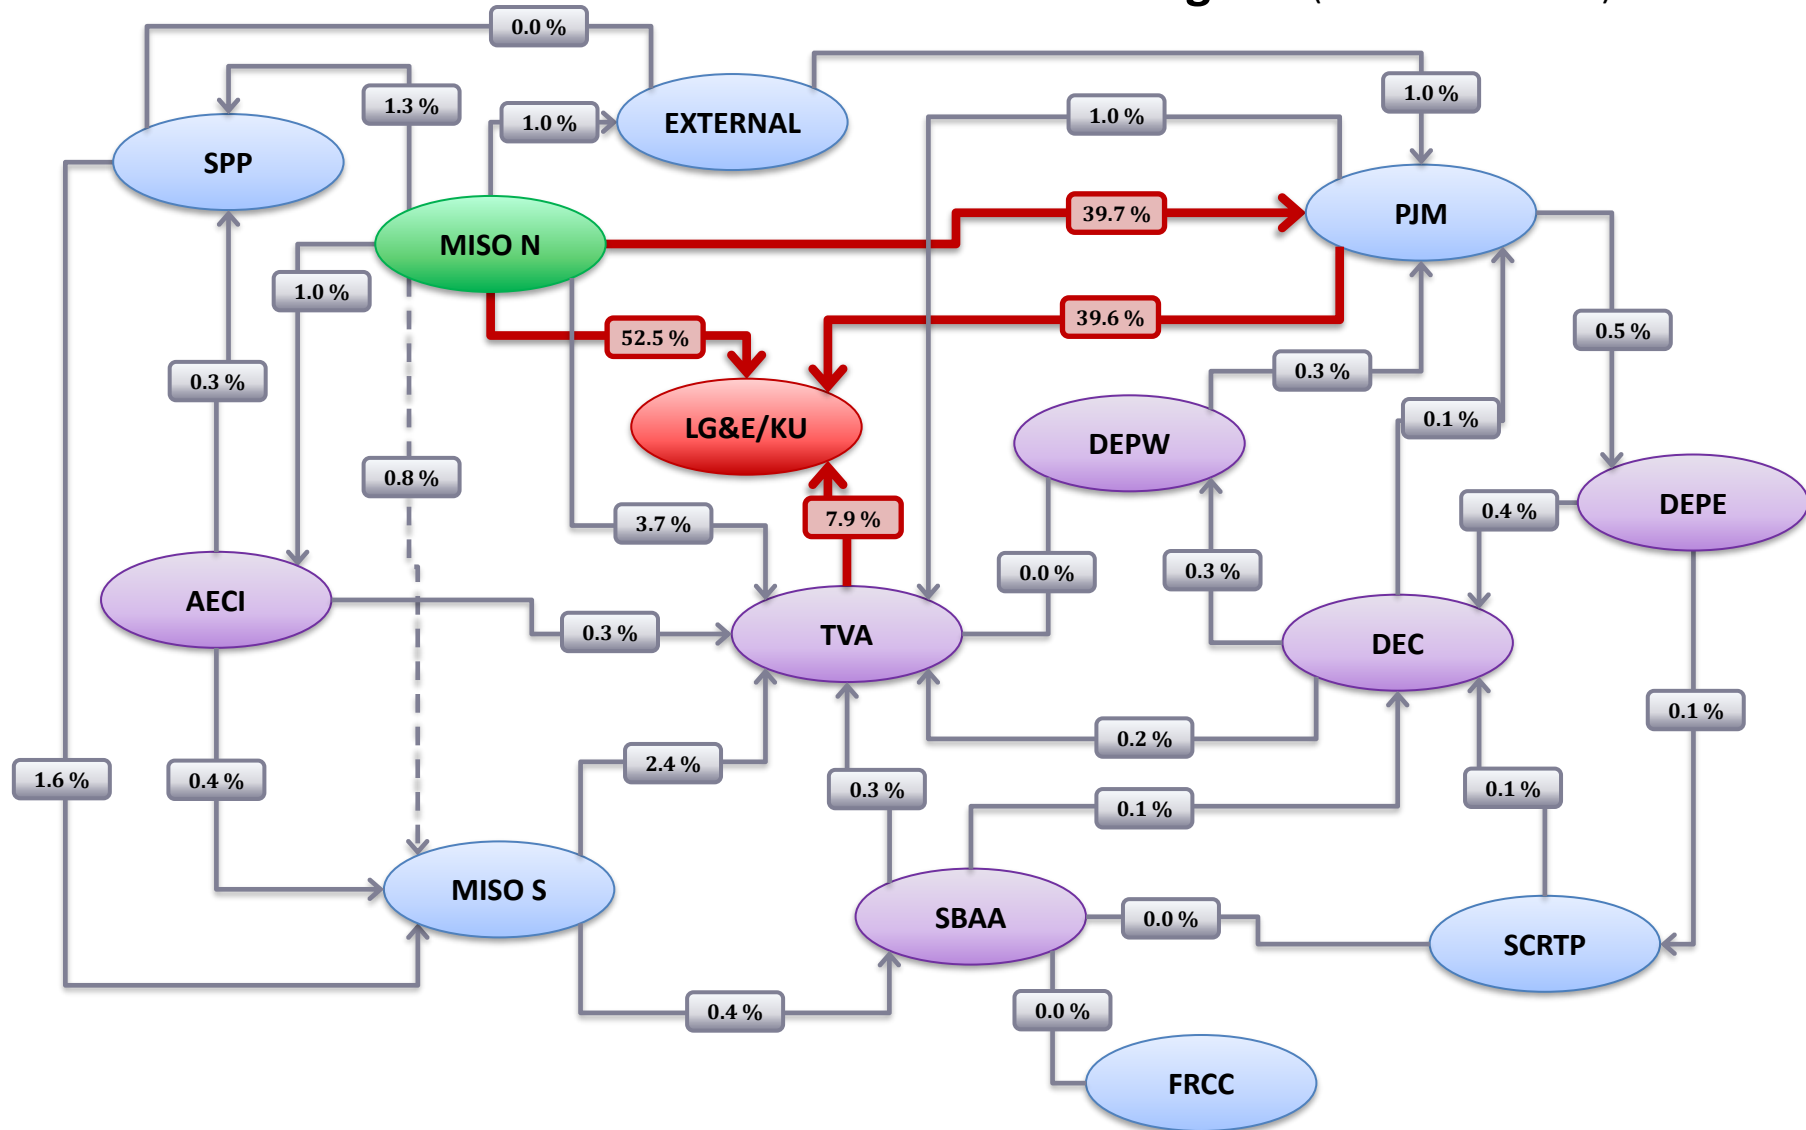 0.0 %
1.3 %
1.0 %
EXTERNAL
1.0 %
1.0 %
SPP
MISO N
39.7 %
PJM
1.0 %
52.5 %
39.6 %
0.5 %
0.3 %
0.3 %
LG&E/KU
DEPW
0.1 %
0.8 %
3.7 %
7.9 %
0.4 %
DEPE
0.0 %
0.3 %
AECI
0.3 %
TVA
DEC
0.1 %
0.2 %
1.6 %
0.4 %
2.4 %
0.3 %
0.1 %
0.1 %
MISO S
SBAA
0.0 %
SCRTP
0.4 %
0.0 %
FRCC